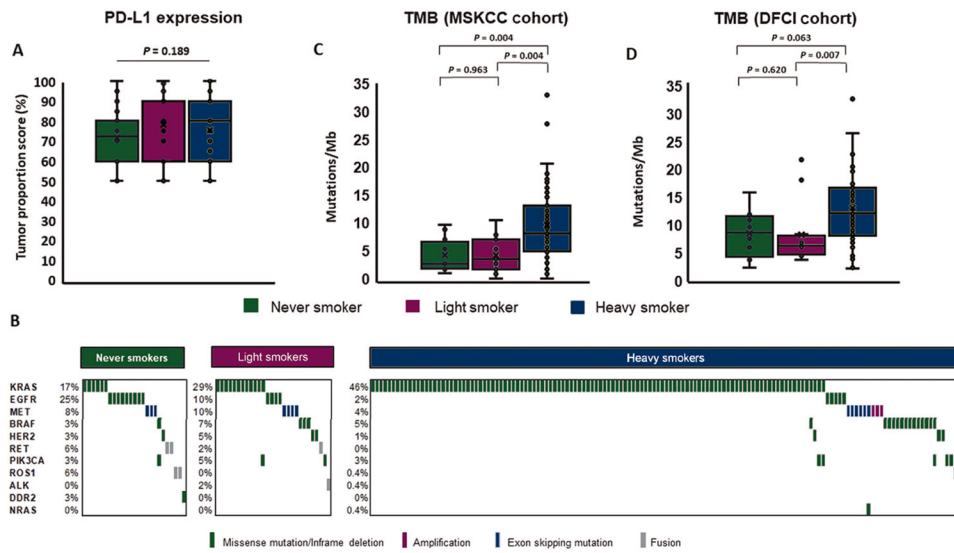 PD-L1 expression
TMB (MSKCC cohort)
TMB (DFCI cohort)
A
P = 0.189
Tumor proportion score (%)
100
90
80
70
60
50
40
30
20
10
0
C
P = 0.004
P = 0.963
P = 0.004
Mutations/Mb
35
30
25
20
15
10
5
0
D
P = 0.063
P = 0.620
P = 0.007
Mutations/Mb
35
30
25
20
15
10
5
0
Never smoker
Light smoker
Heavy smoker
B
Never smokers
Light smokers
Heavy smokers
KRAS 17% 29% 46%
EGFR 25% 10% 2%
MET 8% 10% 4%
BRAF 3% 7% 5%
HER2 3% 5% 1%
RET 6% 2% 0%
PIK3CA 3% 5% 3%
ROS1 6% 0% 0.4%
ALK 0% 2% 0.4%
DDR2 3% 0% 0%
NRAS 0% 0% 0.4%
Missense mutation/Inframe deletion
Amplification
Exon skipping mutation
Fusion